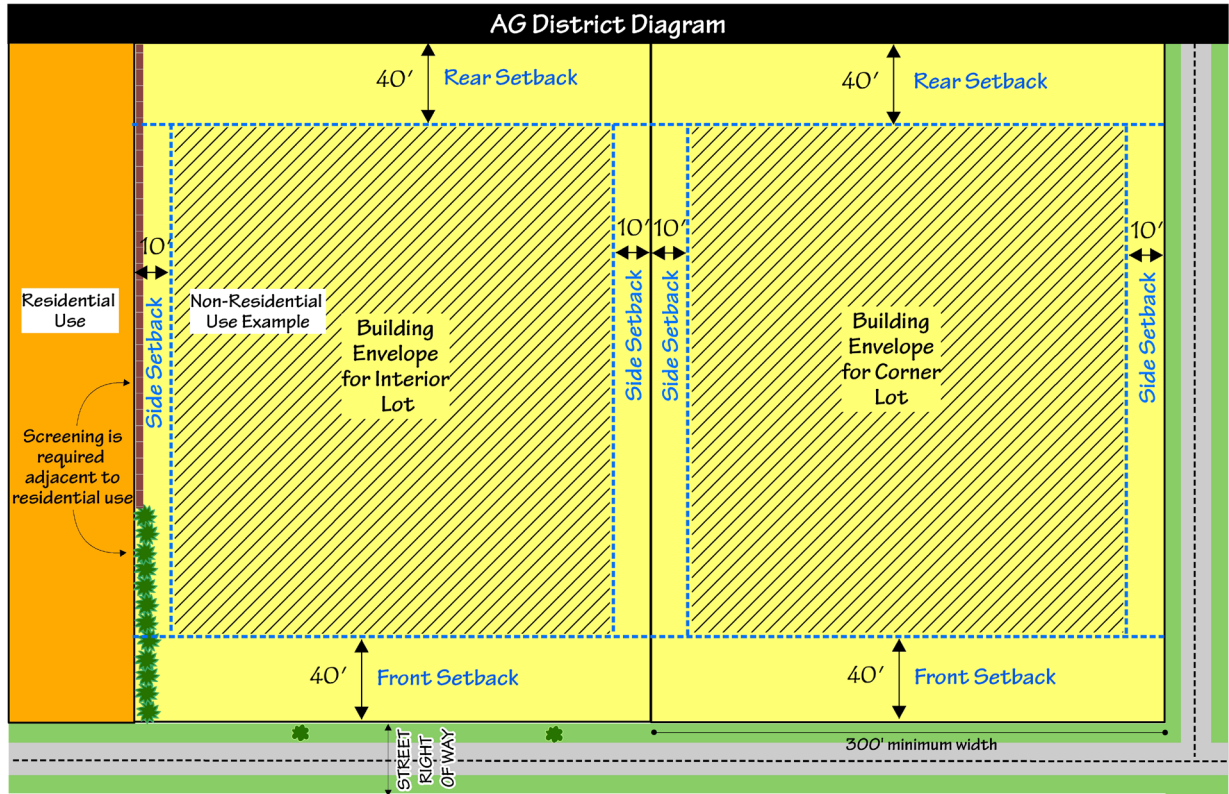 AG District Diagram
40' Rear Setback
40' Rear Setback
10'
10'
10'
10'
Residential
Use
Side Setback
Non-Residential
Use Example
Building
Envelope
for Interior
Lot
Side Setback
Side Setback
Building
Envelope
for Corner
Lot
Side Setback
Screening is
required
adjacent to
residential use
40' Front Setback
40' Front Setback
STREET
RIGHT
OF WAY
300' minimum width